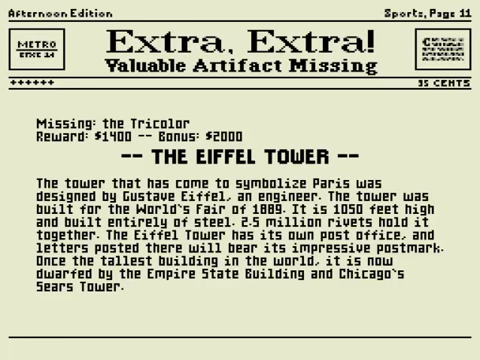 Afternoon Edition
Sports, Page 11
METRO
Extra, Extra!
Valuable Artifact Missing
++++++
35 CENTS
Missing: the Tricolor
Reward: $1400 -- Bonus: $2000
-- THE EIFFEL TOWER --
The tower that has come to symbolize Paris was
designed by Gustave Eiffel, an engineer. The tower was
built for the World's Fair of 1889. It is 1050 feet high
and built entirely of steel. 2.5 million rivets hold it
together. The Eiffel Tower has its own post office, and
letters posted there will bear its impressive postmark.
Once the tallest building in the world, it is now
dwarfed by the Empire State Building and Chicago's
Sears Tower.